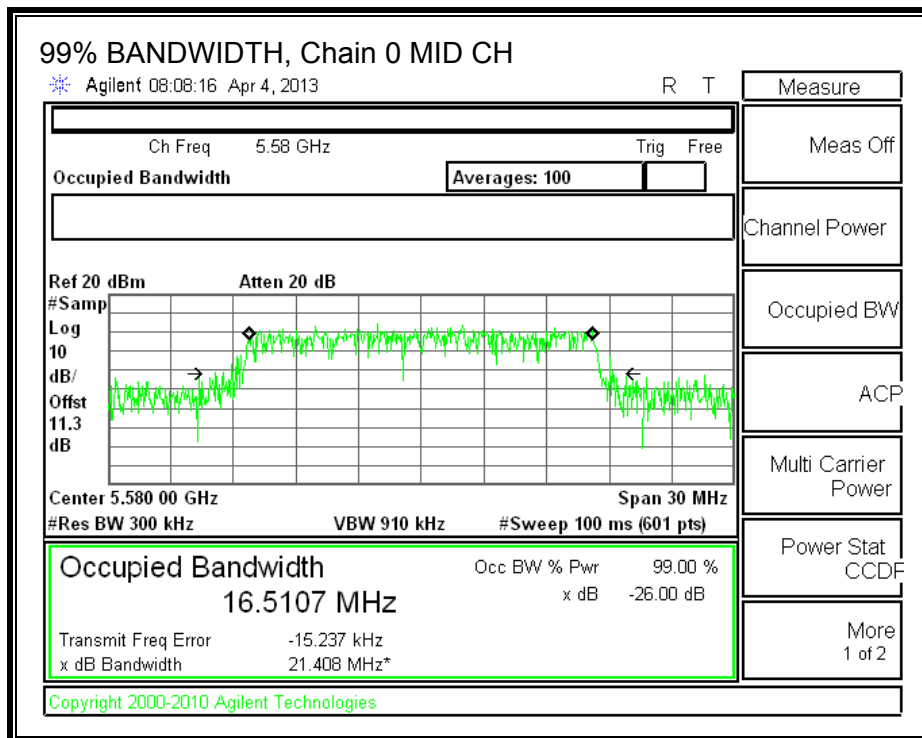 99% BANDWIDTH, Chain 0 MID CH
Agilent 08:08:16 Apr 4, 2013 R T
Ch Freq 5.58 GHz Trig Free
Occupied Bandwidth Averages: 100
Ref 20 dBm Atten 20 dB
#Samp
Log
10
dB/
Offst
11.3
dB
Center 5.580 00 GHz Span 30 MHz
#Res BW 300 kHz VBW 910 kHz #Sweep 100 ms (601 pts)
Occupied Bandwidth Occ BW % Pwr 99.00 %
16.5107 MHz x dB -26.00 dB
Transmit Freq Error -15.237 kHz
x dB Bandwidth 21.408 MHz*
Copyright 2000-2010 Agilent Technologies
Measure
Meas Off
Channel Power
Occupied BW
ACP
Multi Carrier
Power
Power Stat
CCDF
More
1 of 2